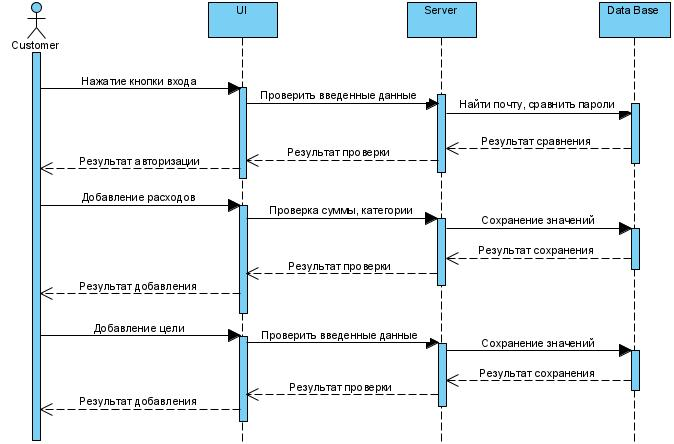 UI
Server
Data Base
Customer
Нажатие кнопки входа
Проверить введенные данные
Найти почту, сравнить пароли
Результат сравнения
Результат проверки
Результат авторизации
Добавление расходов
Проверка суммы, категории
Сохранение значений
Результат сохранения
Результат проверки
Результат добавления
Добавление цели
Проверить введенные данные
Сохранение значений
Результат сохранения
Результат проверки
Результат добавления